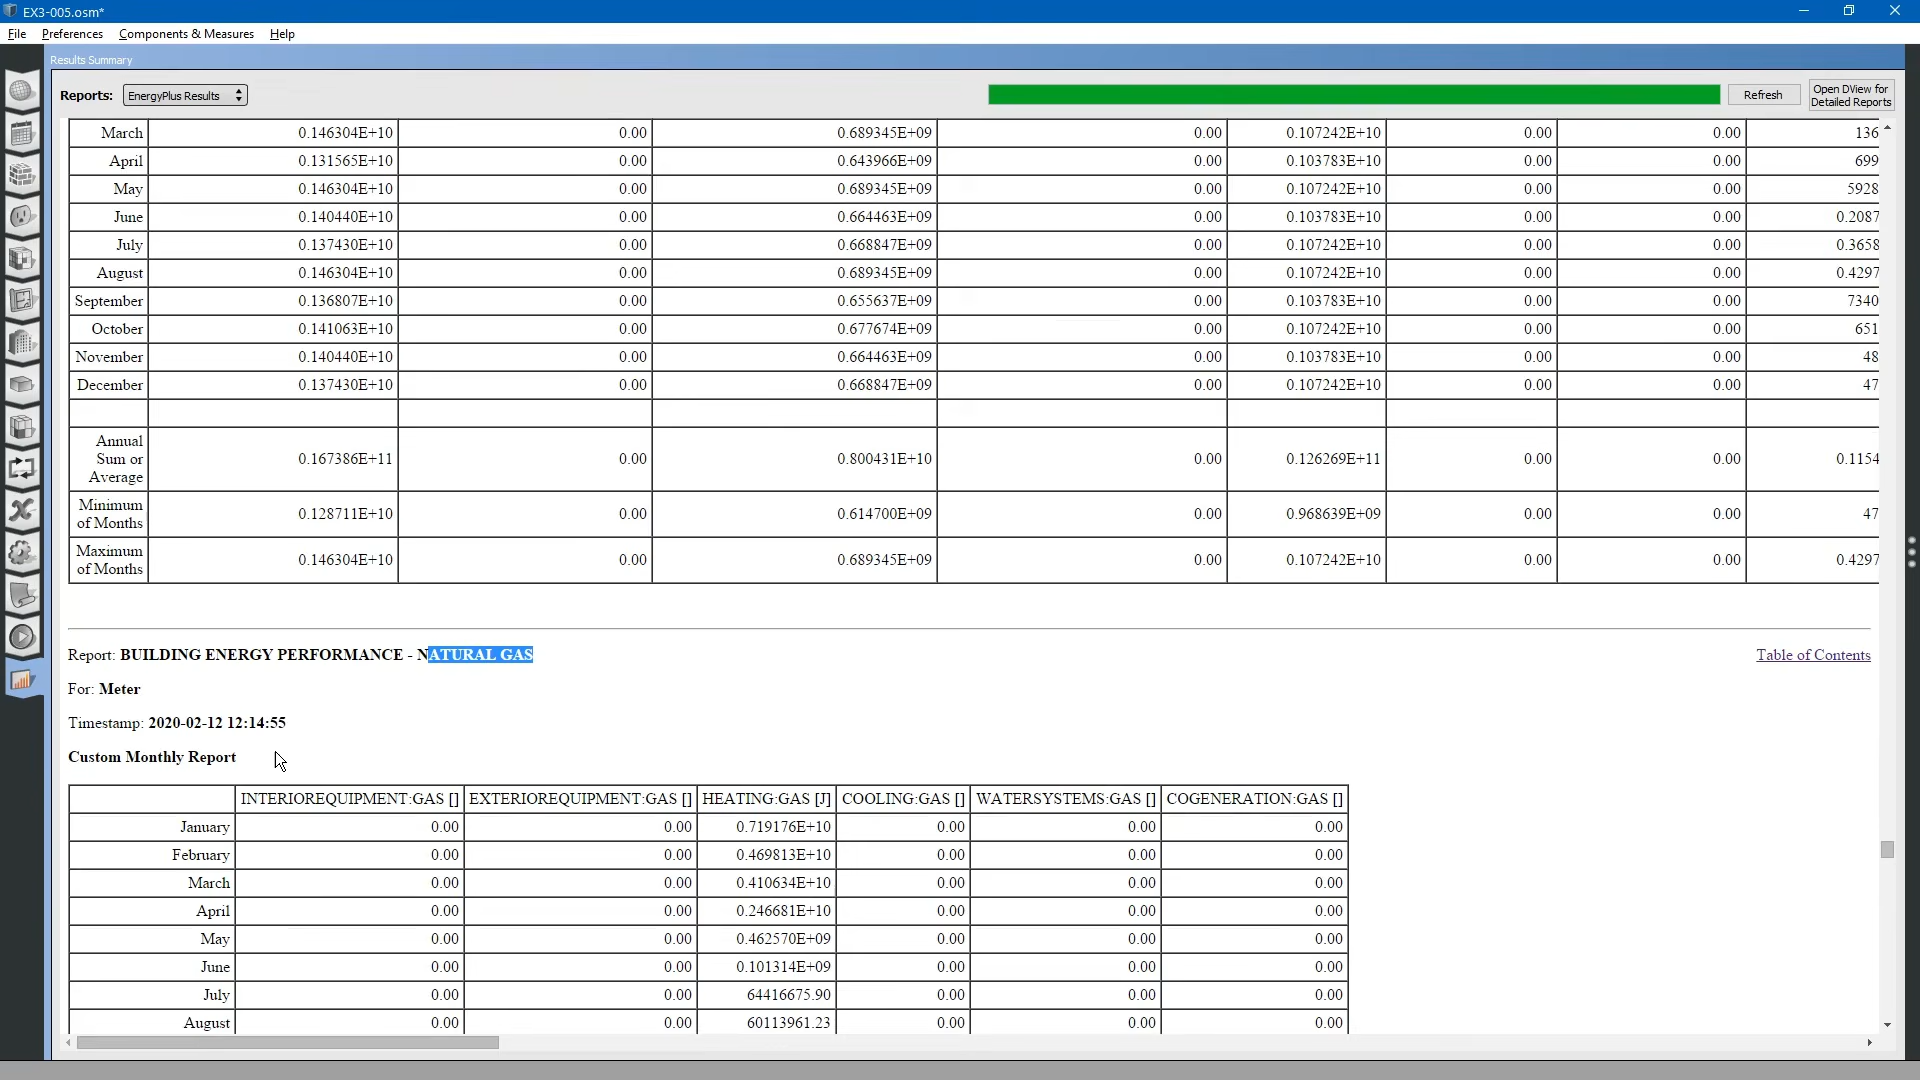 EX3-005.osm*
File Preferences Components & Measures Help
Results Summary
Reports: EnergyPlus Results Refresh Open DView for
Detailed Reports
March 0.146304E+10 0.00 0.689345E+09 0.00 0.107242E+10 0.00 0.00 136
April 0.131565E+10 0.00 0.643966E+09 0.00 0.103783E+10 0.00 0.00 699
May 0.146304E+10 0.00 0.689345E+09 0.00 0.107242E+10 0.00 0.00 5928
June 0.140440E+10 0.00 0.664463E+09 0.00 0.103783E+10 0.00 0.00 0.2087
July 0.137430E+10 0.00 0.668847E+09 0.00 0.107242E+10 0.00 0.00 0.3658
August 0.146304E+10 0.00 0.689345E+09 0.00 0.107242E+10 0.00 0.00 0.4297
September 0.136807E+10 0.00 0.655637E+09 0.00 0.103783E+10 0.00 0.00 7340
October 0.141063E+10 0.00 0.677674E+09 0.00 0.107242E+10 0.00 0.00 651
November 0.140440E+10 0.00 0.664463E+09 0.00 0.103783E+10 0.00 0.00 48
December 0.137430E+10 0.00 0.668847E+09 0.00 0.107242E+10 0.00 0.00 47
Annual
Sum or
Average 0.167386E+11 0.00 0.800431E+10 0.00 0.126269E+11 0.00 0.00 0.1154
Minimum
of Months 0.128711E+10 0.00 0.614700E+09 0.00 0.968639E+09 0.00 0.00 47
Maximum
of Months 0.146304E+10 0.00 0.689345E+09 0.00 0.107242E+10 0.00 0.00 0.4297
Report: BUILDING ENERGY PERFORMANCE - NATURAL GAS Table of Contents
For: Meter
Timestamp: 2020-02-12 12:14:55
Custom Monthly Report
INTERIOREQUIPMENT:GAS [] EXTERIOREQUIPMENT:GAS [] HEATING:GAS [J] COOLING:GAS [] WATERSYSTEMS:GAS [] COGENERATION:GAS []
January 0.00 0.00 0.719176E+10 0.00 0.00 0.00
February 0.00 0.00 0.469813E+10 0.00 0.00 0.00
March 0.00 0.00 0.410634E+10 0.00 0.00 0.00
April 0.00 0.00 0.246681E+10 0.00 0.00 0.00
May 0.00 0.00 0.462570E+09 0.00 0.00 0.00
June 0.00 0.00 0.101314E+09 0.00 0.00 0.00
July 0.00 0.00 64416675.90 0.00 0.00 0.00
August 0.00 0.00 60113961.23 0.00 0.00 0.00